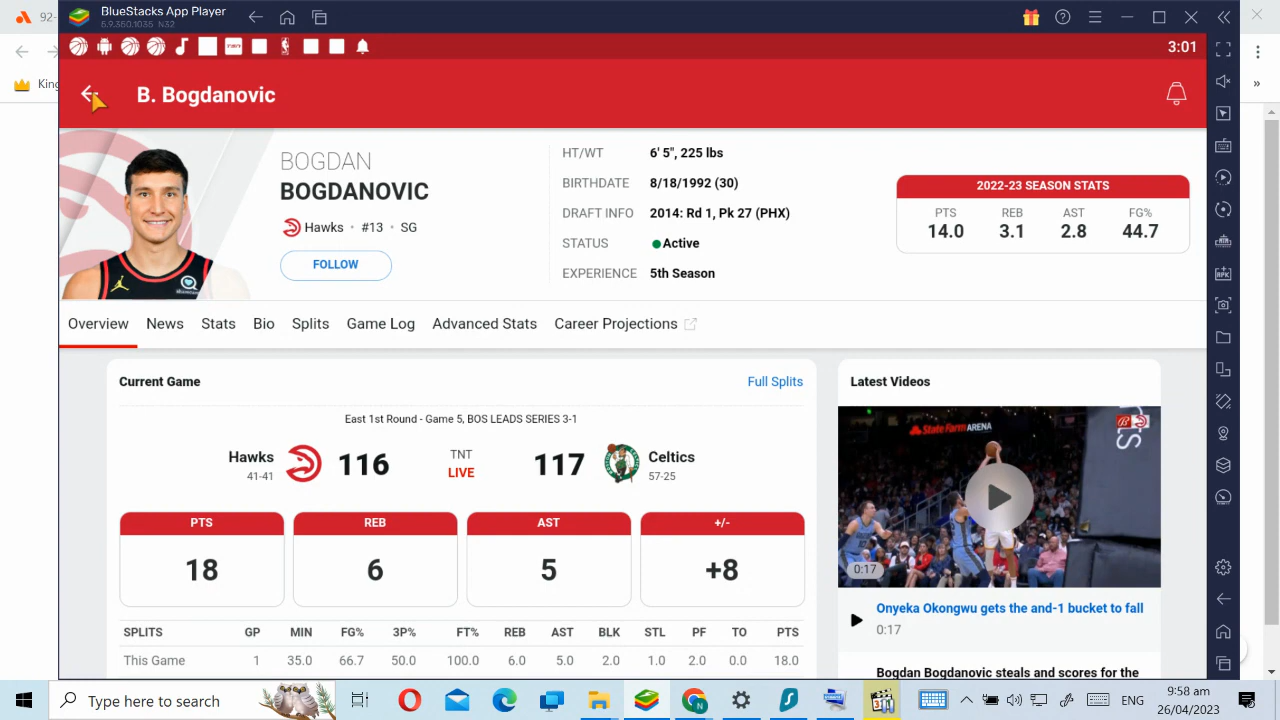 92-
BlueStacks Player
5.9.350.1035 N32
3:01
King
»
B. Bogdanovic
BOGDAN
BOGDANOVIC
Hawks · #13 · SG
FOLLOW
HT/WT 6' 5", 225 lbs
BIRTHDATE 8/18/1992 (30)
DRAFT INFO 2014: Rd 1, Pk 27 (PHX)
STATUS Active
EXPERIENCE 5th Season
2022-23 SEASON STATS
PTS REB AST FG%
14.0 3.1 2.8 44.7
Overview News Stats Bio Splits Game Log Advanced Stats Career Projections
Current Game Full Splits
East 1st Round - Game 5, BOS LEADS SERIES 3-1
Hawks 116 TNT 117 Celtics
41-41 LIVE 57-25
PTS REB AST +/-
18 6 5 +8
SPLITS GP MIN FG% 3P% FT% REB AST BLK STL PF TO PTS
This Game 1 35.0 66.7 50.0 100.0 6.0 5.0 2.0 1.0 2.0 0.0 18.0
Latest Videos
State Farm ARENA
0:17
Onyeka Okongwu gets the and-1 bucket to fall
0:17
Bogdan Bogdanovic steals and scores for the
Type here to search
ENG
9:58 am
26/04/2023